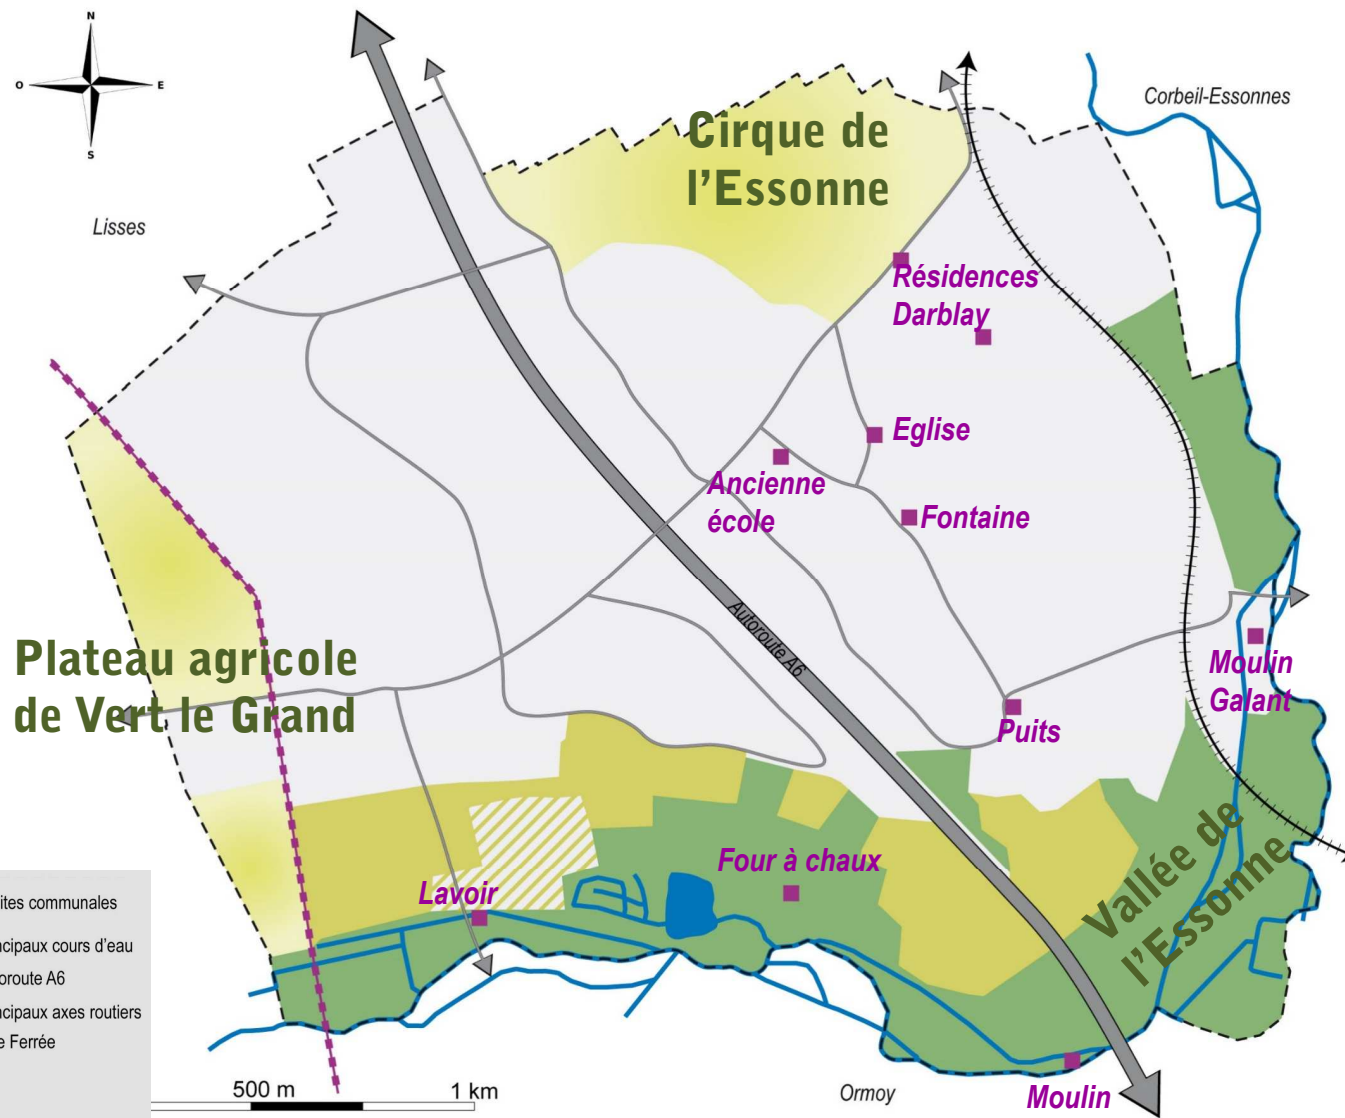 N
O
E
S
Corbeil-Essonnes
Cirque de
l'Essonne
Lisses
Résidences
Darblay
Eglise
Ancienne
école
Fontaine
Autoroute A6
Plateau agricole
de Vert le Grand
Moulin
Galant
Puits
Four à chaux
Lavoir
Vallée de
l'Essonne
ites communales
ncipaux cours d'eau
oroute A6
ncipaux axes routiers
e Ferrée
500 m
1 km
Ormoy
Moulin